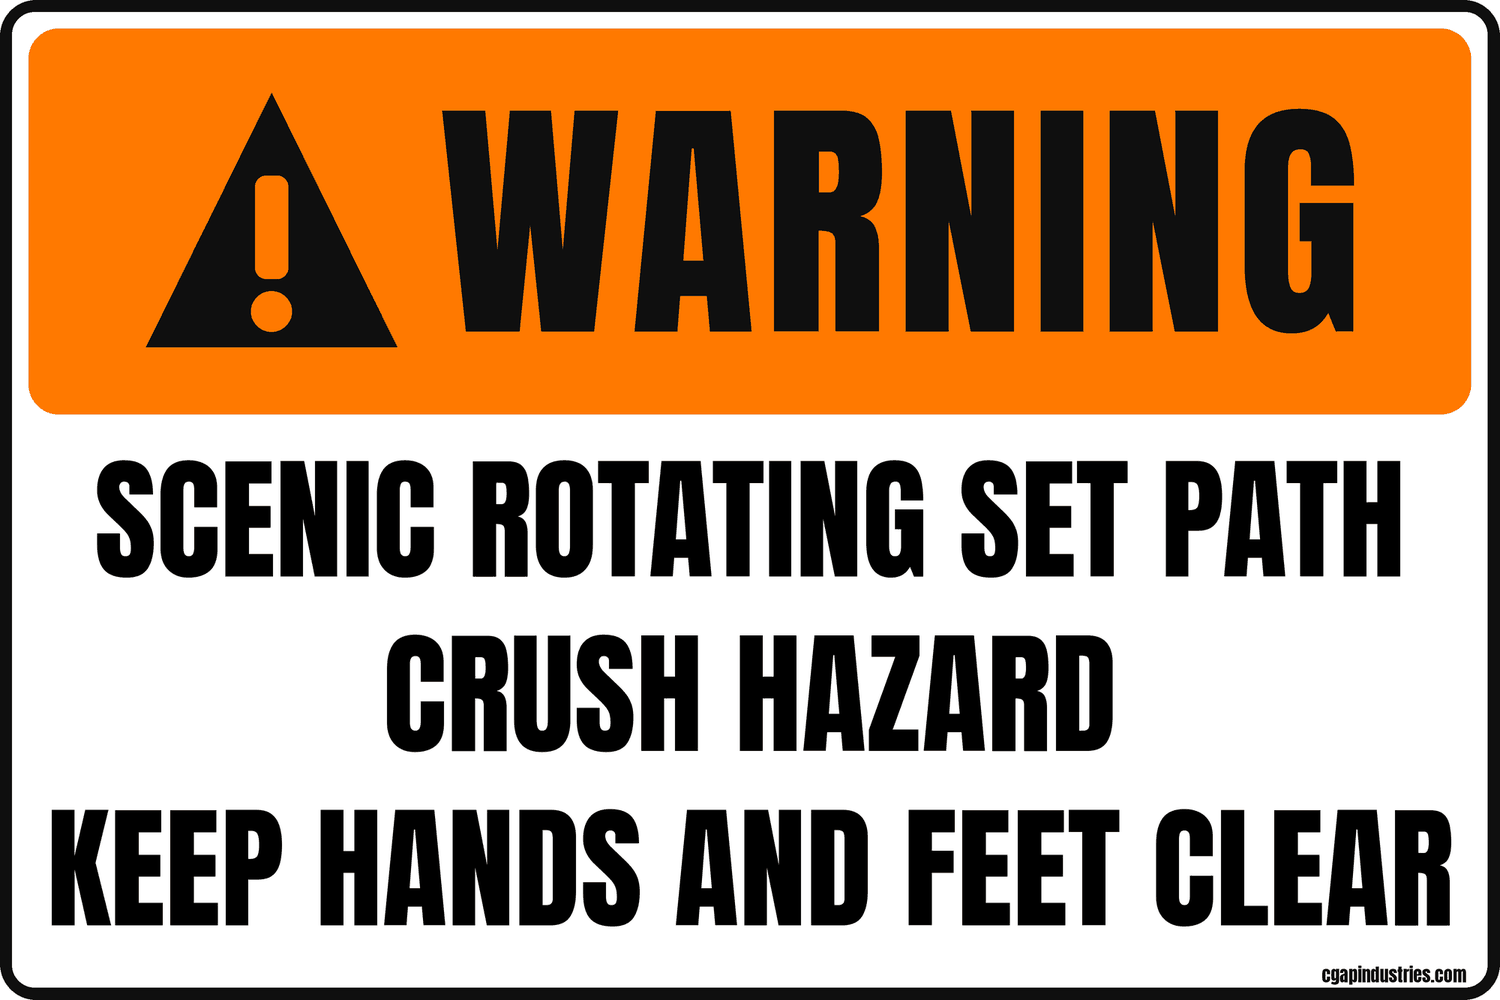 WARNING
SCENIC ROTATING SET PATH
CRUSH HAZARD
KEEP HANDS AND FEET CLEAR
cgapindustries.com